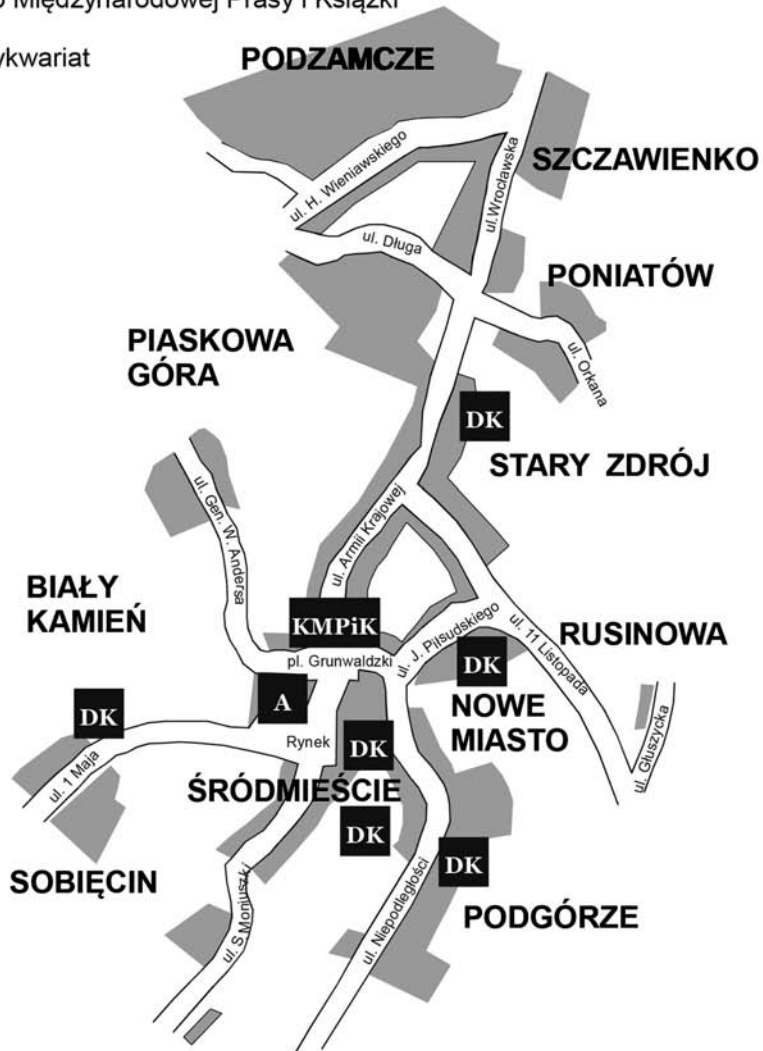 Międzynarodowej Prasy i Książki
PODZAMCZE
ul. H. Wieniawskiego
ul.Wrocławska
SZCZAWIENKO
ul. Długa
PONIATÓW
PIASKOWA
GÓRA
ul. Orkana
DK
STARY ZDRÓJ
ul. Gen. W. Andersa
ul. Armii Krajowej
BIAŁY
KAMIEŃ
KMPiK
ul. J. Piłsudskiego
ul. 11 Listopada
RUSINOWA
pl. Grunwaldzki
DK
A
NOWE
MIASTO
DK
Rynek
DK
ul. 1 Maja
ul. Głuszycka
ŚRÓDMIEŚCIE
DK
DK
SOBIĘCIN
PODGÓRZE
ul. S.Moniuszki
ul. Niepodległości